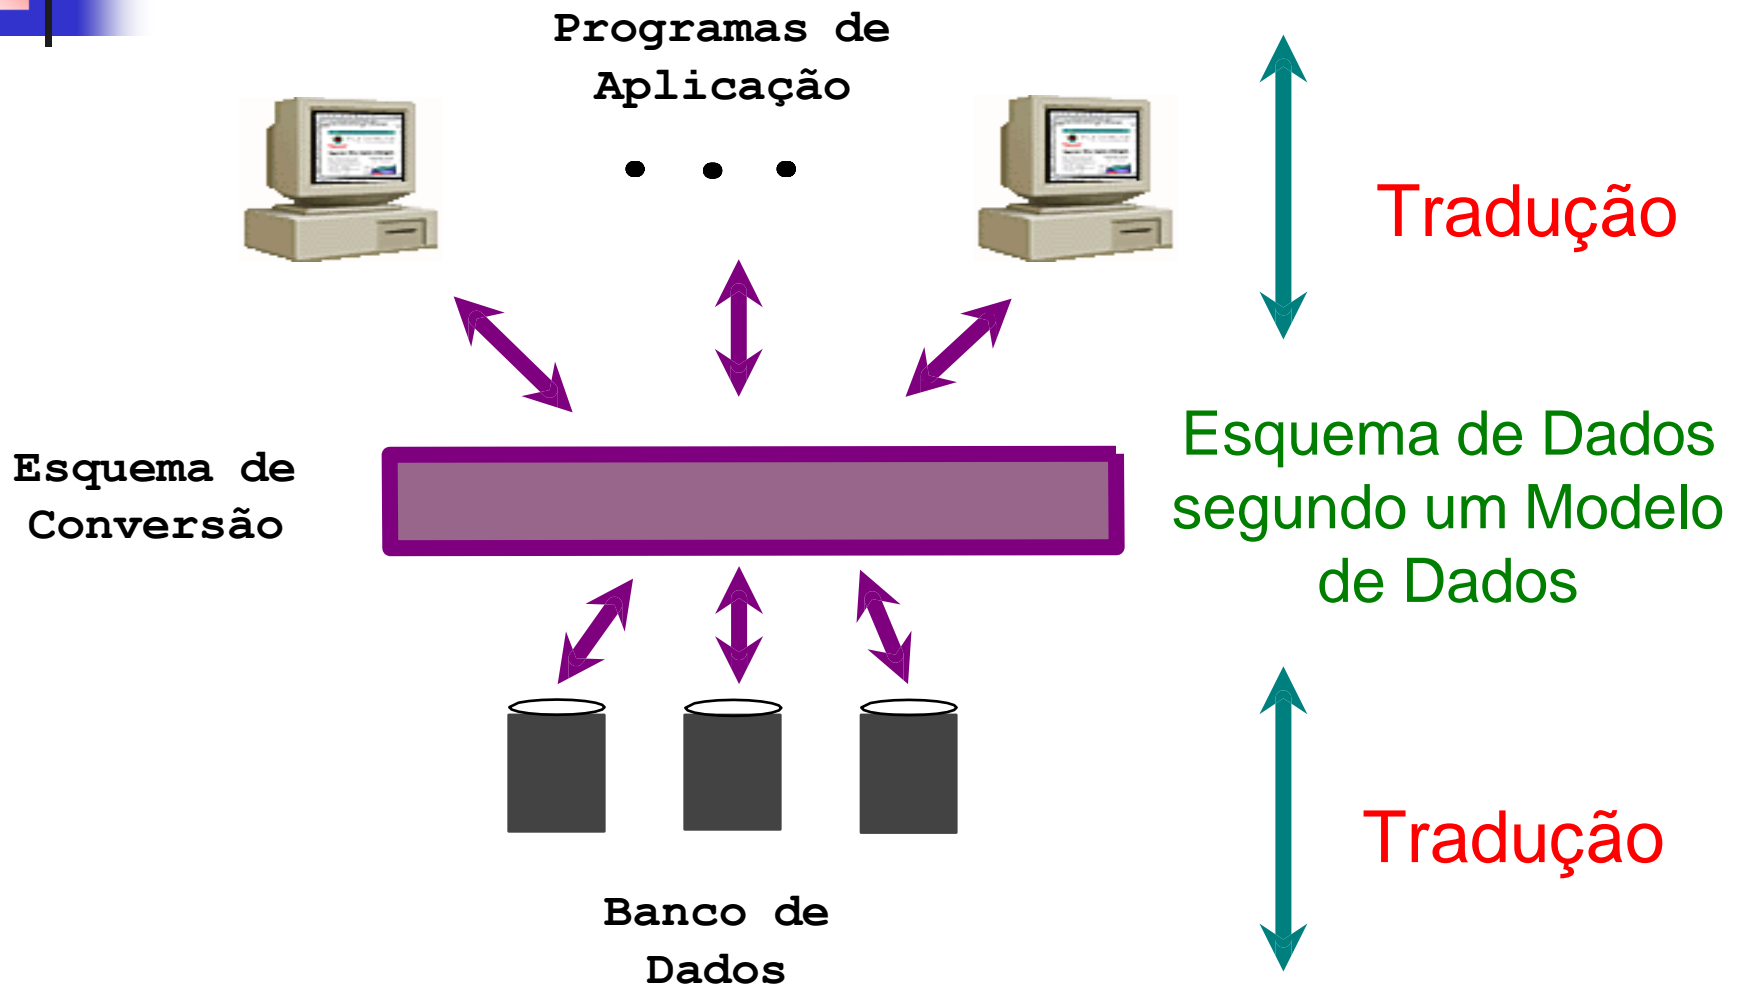 Programas de
Aplicação
Tradução
Esquema de
Conversão
Esquema de Dados
segundo um Modelo
de Dados
Tradução
Banco de
Dados